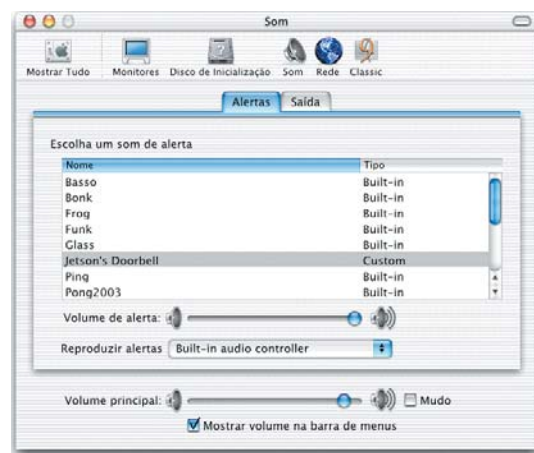 Som
Mostrar Tudo Monitores Disco de Inicialização Som Rede Classic
Alertas Saída
Escolha um som de alerta
Nome Tipo
Basso Built-in
Bonk Built-in
Frog Built-in
Funk Built-in
Glass Built-in
Jetson's Doorbell Custom
Ping Built-in
Pong2003 Built-in
Volume de alerta:
Reproduzir alertas Built-in audio controller
Volume principal: Mudo
Mostrar volume na barra de menus